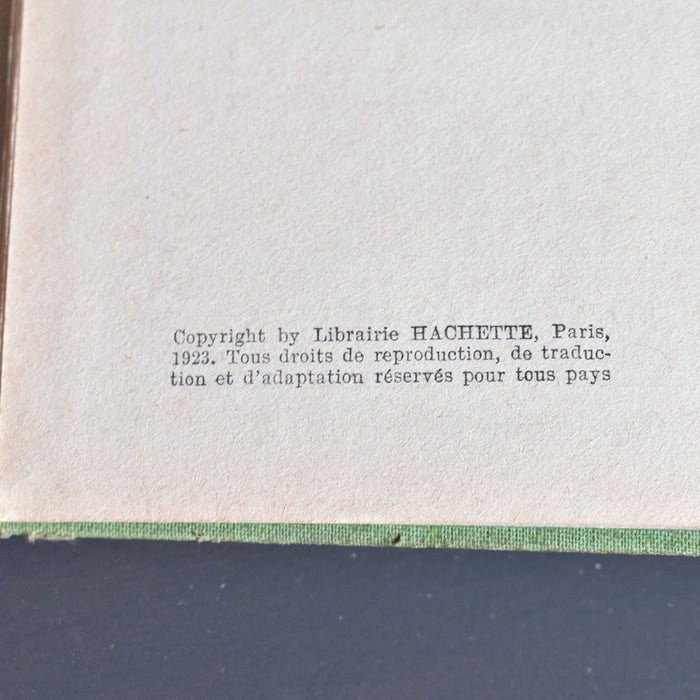 Copyright by Librairie HACHETTE, Paris,
1923. Tous droits de reproduction, de traduc-
tion et d'adaptation réservés pour tous pays